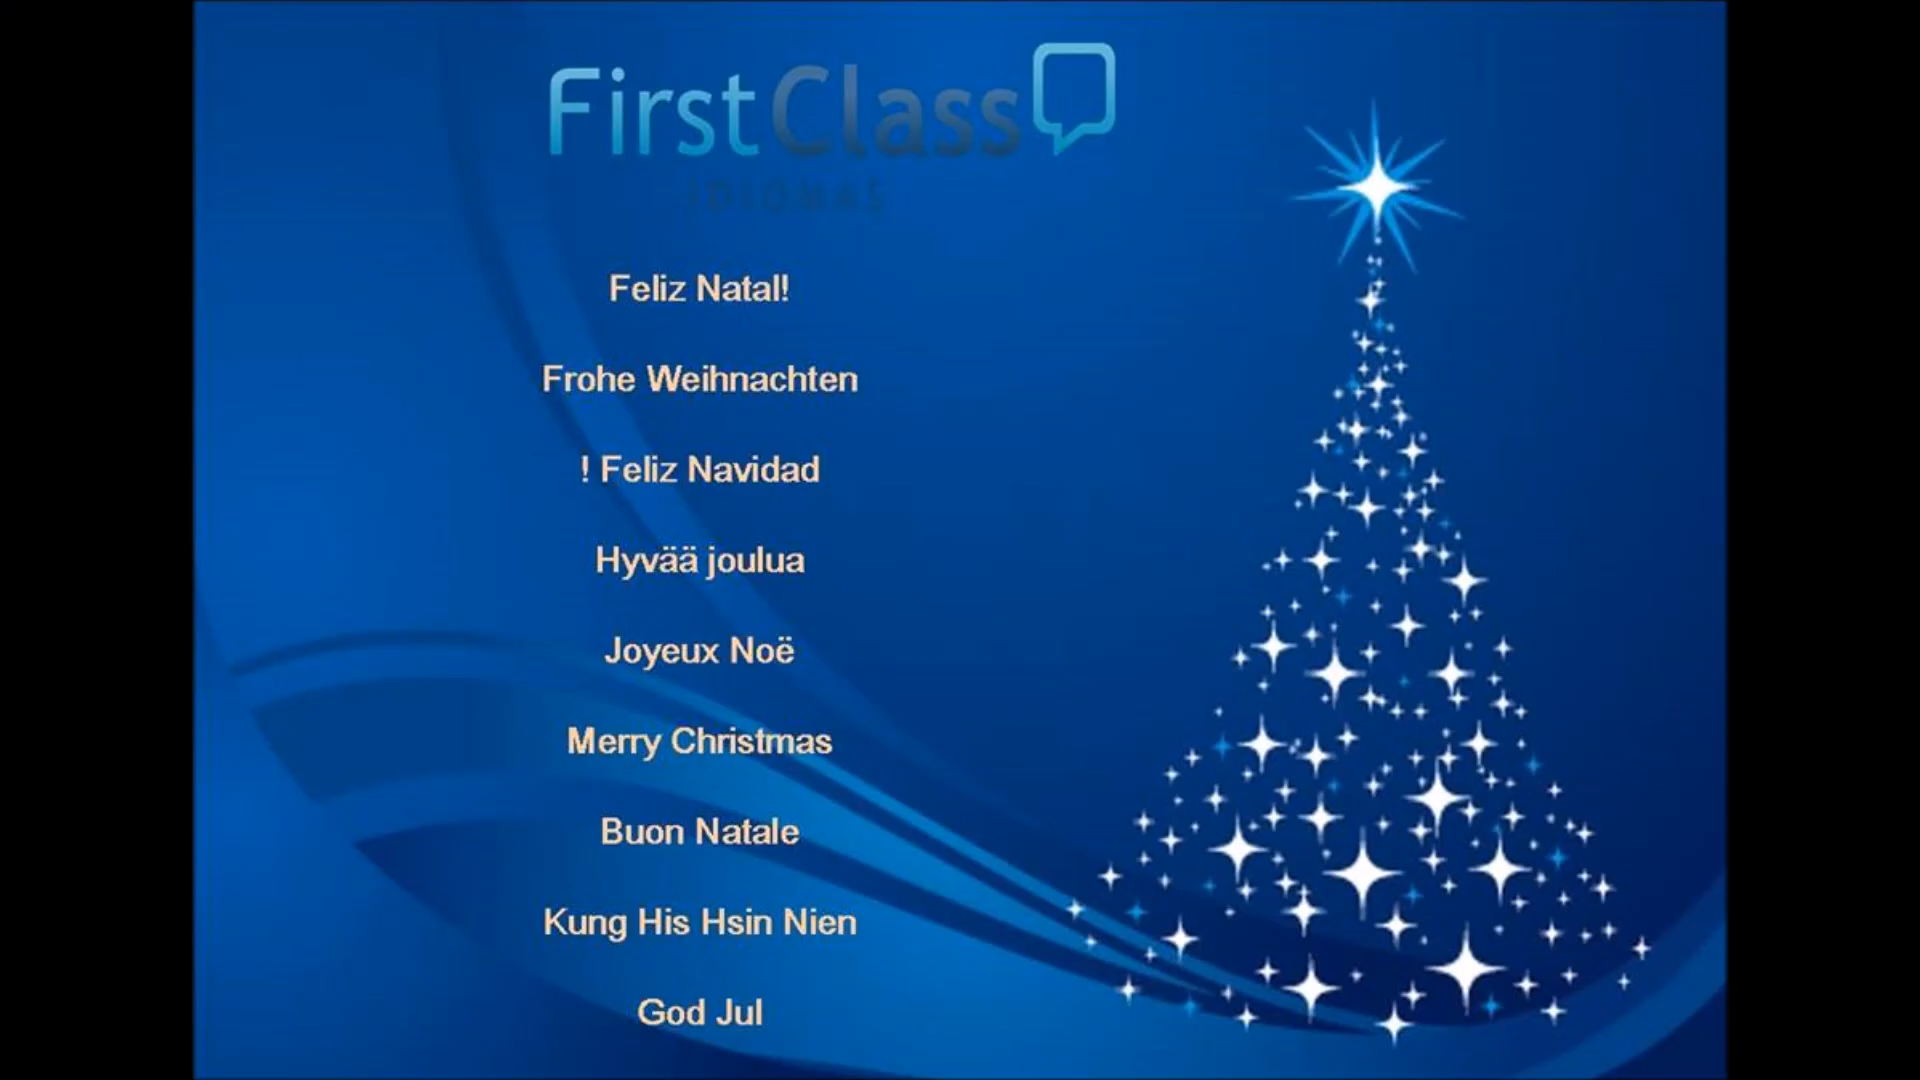 FirstClass
IDIOMAS
Feliz Natal!
Frohe Weihnachten
! Feliz Navidad
Hyvää joulua
Joyeux Noë
Merry Christmas
Buon Natale
Kung His Hsin Nien
God Jul